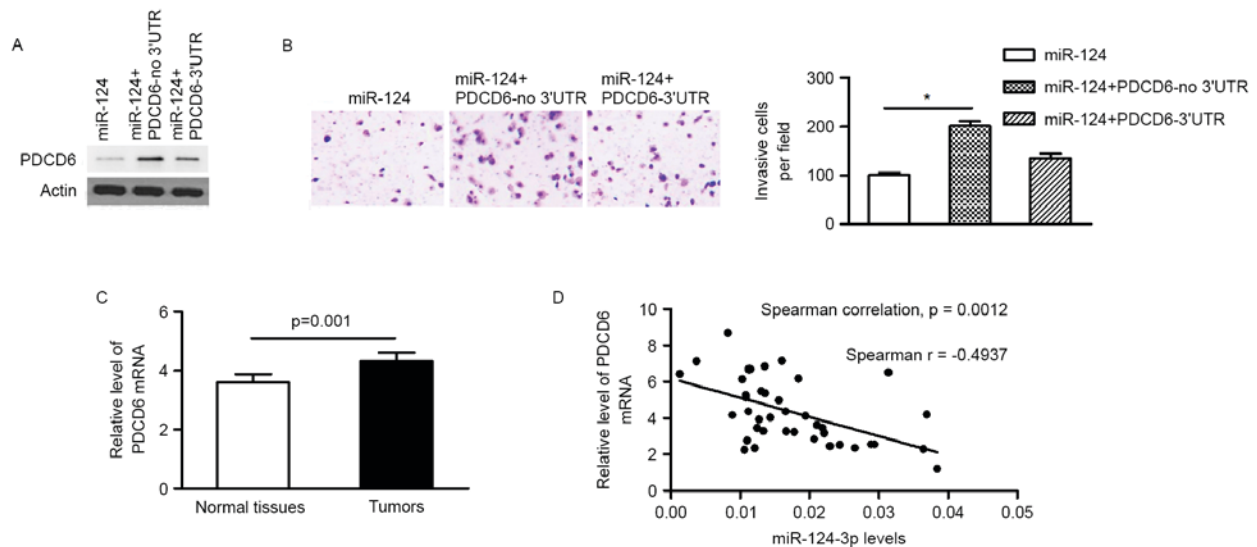 A
miR-124
miR-124+
PDCD6-no 3'UTR
miR-124+
PDCD6-3'UTR
PDCD6
Actin
B
miR-124
miR-124+
PDCD6-no 3'UTR
miR-124+
PDCD6-3'UTR
Invasive cells
per field
300
200
100
0
*
miR-124
miR-124+PDCD6-no 3'UTR
miR-124+PDCD6-3'UTR
C
Relative level of
PDCD6 mRNA
6
4
2
0
p=0.001
Normal tissues
Tumors
D
Relative level of PDCD6
mRNA
10
8
6
4
2
0
Spearman correlation, p = 0.0012
Spearman r = -0.4937
0.00
0.01
0.02
0.03
0.04
0.05
miR-124-3p levels